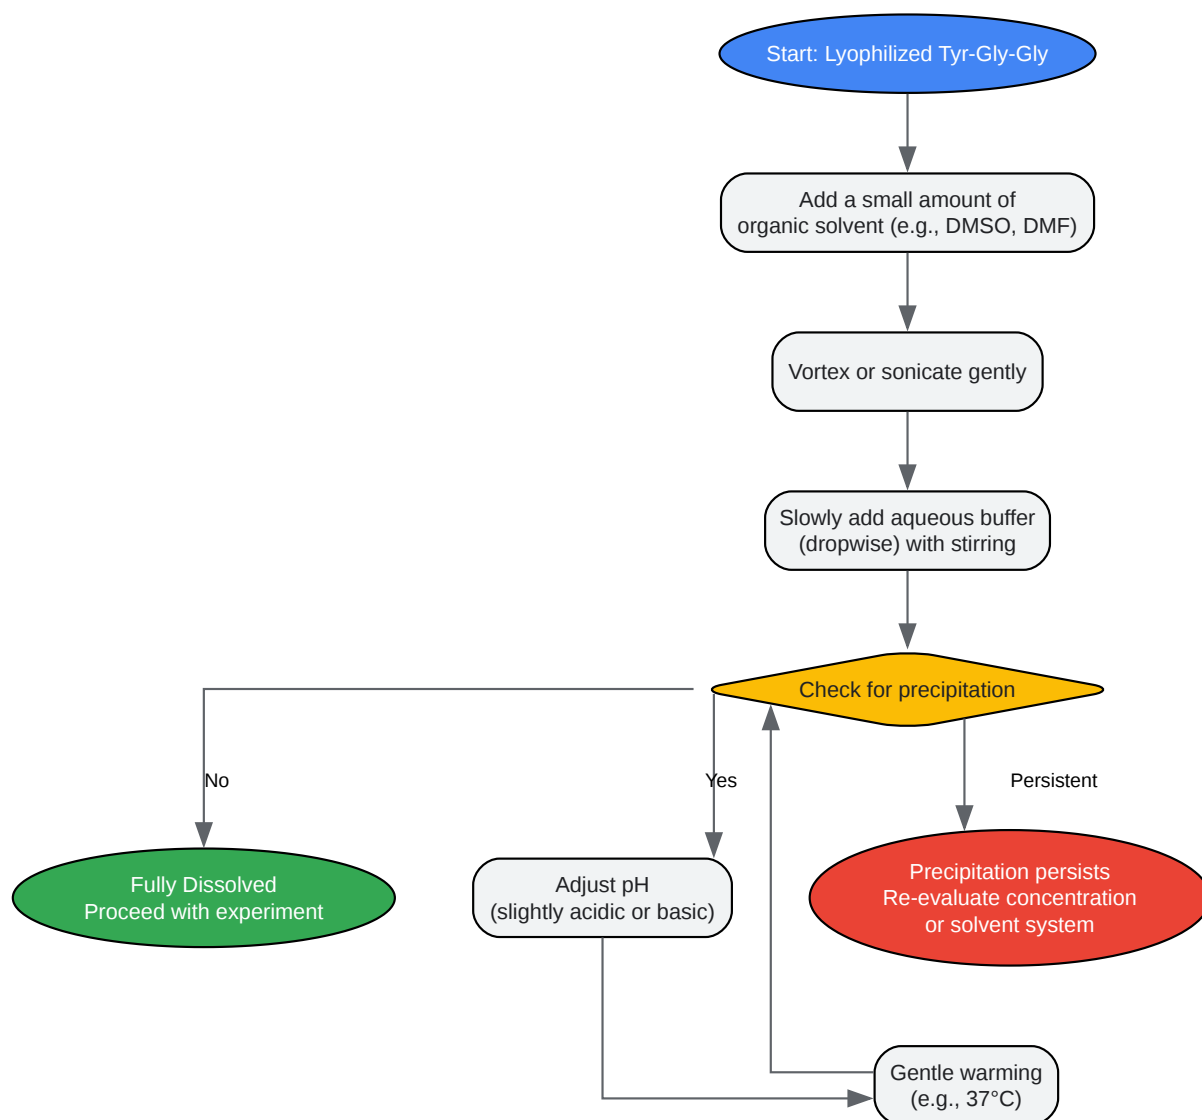 Start: Lyophilized Tyr-Gly-Gly
Add a small amount of
organic solvent (e.g., DMSO, DMF)
Vortex or sonicate gently
Slowly add aqueous buffer
(dropwise) with stirring
Check for precipitation
No
Yes
Persistent
Fully Dissolved
Proceed with experiment
Adjust pH
(slightly acidic or basic)
Precipitation persists
Re-evaluate concentration
or solvent system
Gentle warming
(e.g., 37°C)